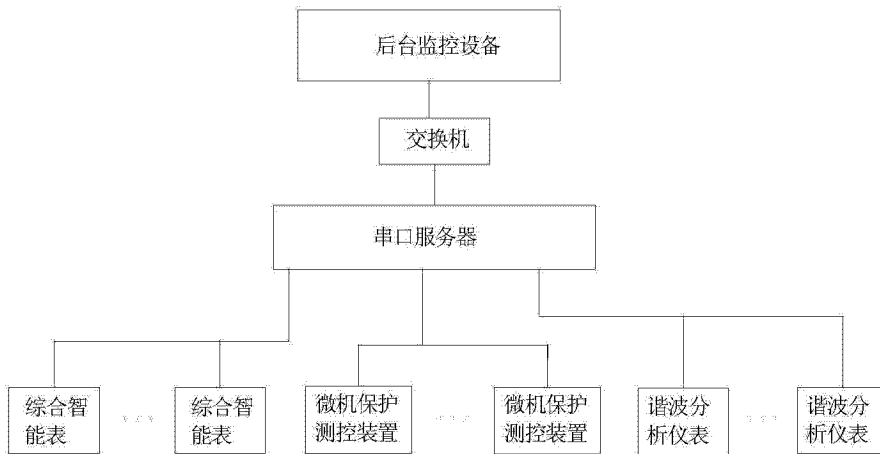 后台监控设备
交换机
串口服务器
综合智
能表
综合智
能表
微机保护
测控装置
微机保护
测控装置
谐波分
析仪表
谐波分
析仪表